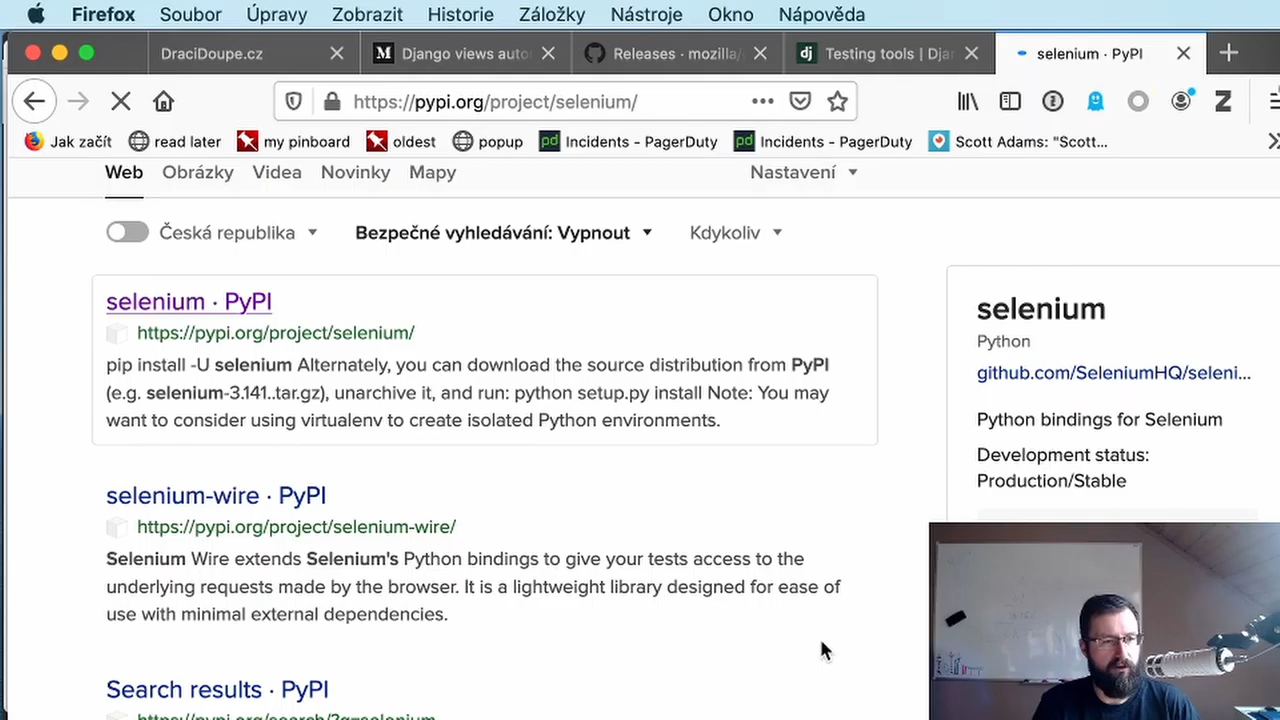 Firefox Soubor Úpravy Zobrazit Historie Záložky Nástroje Okno Nápověda
DraciDoupe.cz M Django views auto Releases · mozilla/ dj Testing tools | Dja selenium · PyPI
https://pypi.org/project/selenium/
Jak začít read later my pinboard oldest popup pd Incidents - PagerDuty pd Incidents - PagerDuty Scott Adams: "Scott...
Web Obrázky Videa Novinky Mapy Nastavení
Česká republika Bezpečné vyhledávání: Vypnout Kdykoliv
selenium · PyPI
https://pypi.org/project/selenium/
pip install -U selenium Alternately, you can download the source distribution from PyPI
(e.g. selenium-3.141..tar.gz), unarchive it, and run: python setup.py install Note: You may
want to consider using virtualenv to create isolated Python environments.
selenium-wire · PyPI
https://pypi.org/project/selenium-wire/
Selenium Wire extends Selenium's Python bindings to give your tests access to the
underlying requests made by the browser. It is a lightweight library designed for ease of
use with minimal external dependencies.
Search results · PyPI
https://pypi.org/search/?q=selenium
selenium
Python
github.com/SeleniumHQ/seleni...
Python bindings for Selenium
Development status:
Production/Stable